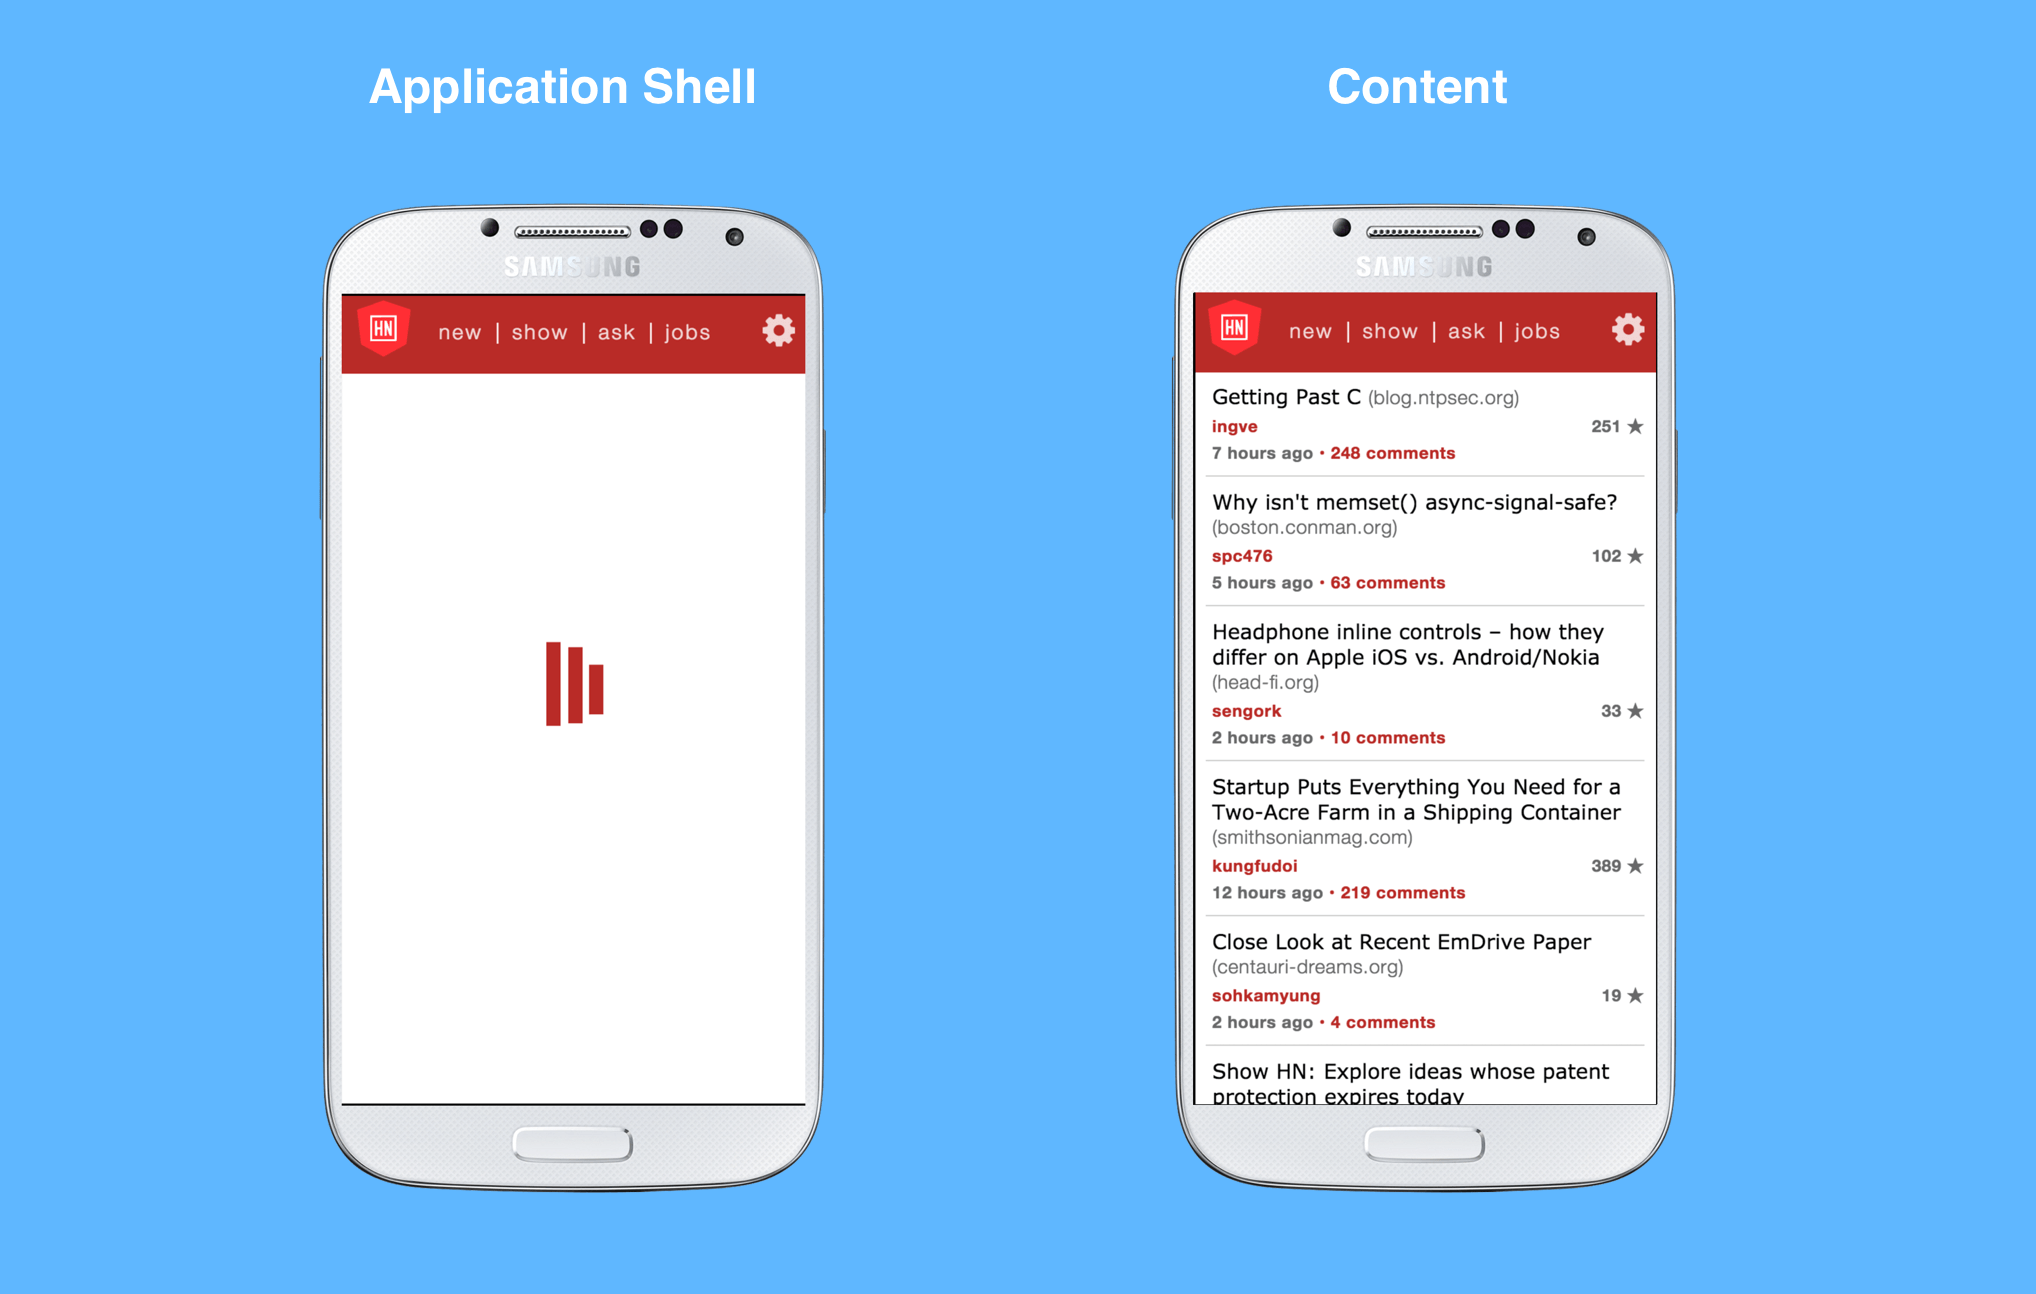 Application Shell
Content
SAMSUNG
HN new | show | ask | jobs
SAMSUNG
HN new | show | ask | jobs
Getting Past C (blog.ntpsec.org)
ingve 251 ★
7 hours ago • 248 comments
Why isn't memset() async-signal-safe?
(boston.conman.org)
spc476 102 ★
5 hours ago • 63 comments
Headphone inline controls – how they
differ on Apple iOS vs. Android/Nokia
(head-fi.org)
sengork 33 ★
2 hours ago • 10 comments
Startup Puts Everything You Need for a
Two-Acre Farm in a Shipping Container
(smithsonianmag.com)
kungfudoi 389 ★
12 hours ago • 219 comments
Close Look at Recent EmDrive Paper
(centauri-dreams.org)
sohkamyung 19 ★
2 hours ago • 4 comments
Show HN: Explore ideas whose patent
protection expires today